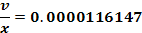 v/x = 0.0000116147